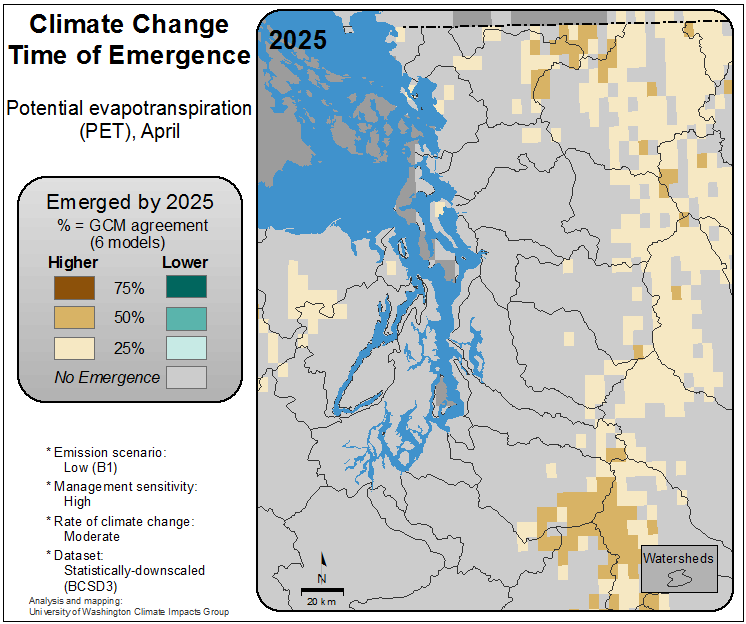 Climate Change
Time of Emergence
Potential evapotranspiration
(PET), April
Emerged by 2025
% = GCM agreement
(6 models)
Higher Lower
75%
50%
25%
No Emergence
* Emission scenario:
Low (B1)
* Management sensitivity:
High
* Rate of climate change:
Moderate
* Dataset:
Statistically-downscaled
(BCSD3)
Analysis and mapping:
University of Washington Climate Impacts Group
2025
N
20 km
Watersheds